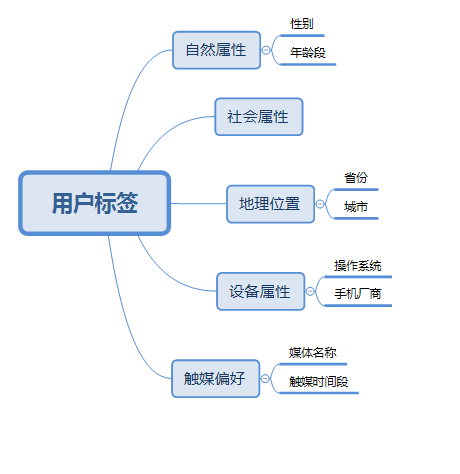 用户标签
自然属性
性别
年龄段
社会属性
地理位置
省份
城市
设备属性
操作系统
手机厂商
触媒偏好
媒体名称
触媒时间段